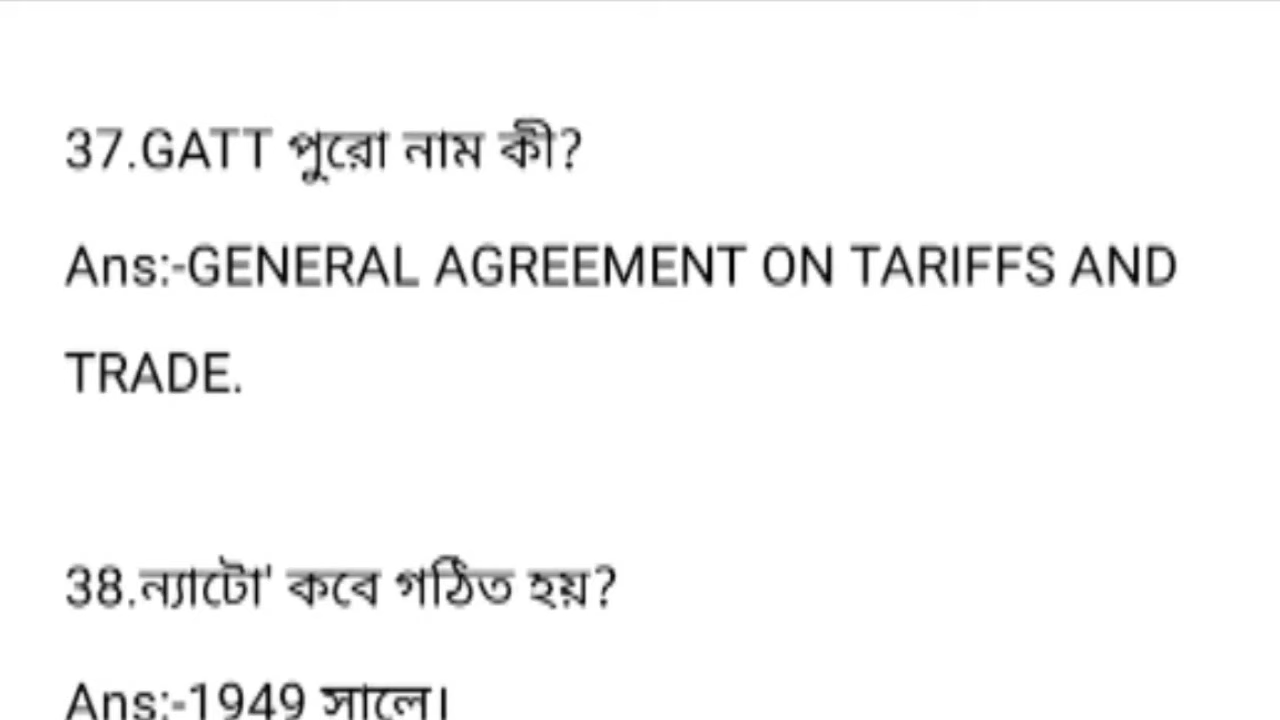 37.GATT পুরো নাম কী?
Ans:-GENERAL AGREEMENT ON TARIFFS AND
TRADE.
38.ন্যাটো' কবে গঠিত হয়?
Ans:-1949 সালে।